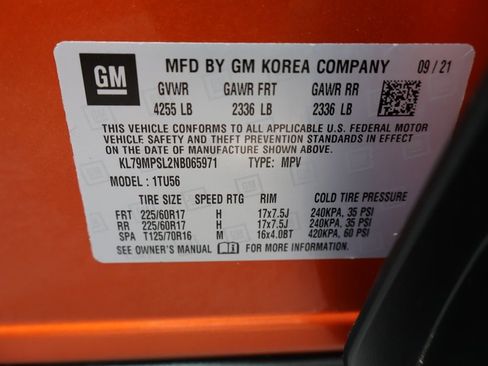 GM
MFD BY GM KOREA COMPANY 09/21
GVWR GAWR FRT GAWR RR
4255 LB 2336 LB 2336 LB
THIS VEHICLE CONFORMS TO ALL APPLICABLE U.S. FEDERAL MOTOR
VEHICLE SAFETY AND THEFT PREVENTION STANDARDS IN EFFECT
ON THE DATE OF MANUFACTURE SHOWN ABOVE.
KL79MPSL2NB065971 TYPE: MPV
MODEL: 1TU56
TIRE SIZE SPEED RTG RIM COLD TIRE PRESSURE
FRT 225/60R17 H 17x7.5J 240KPA, 35 PSI
RR 225/60R17 H 17x7.5J 240KPA, 35 PSI
SPA T125/70R16 M 16x4.0BT 420KPA, 60 PSI
SEE OWNER'S MANUAL FOR MORE INFORMATION.